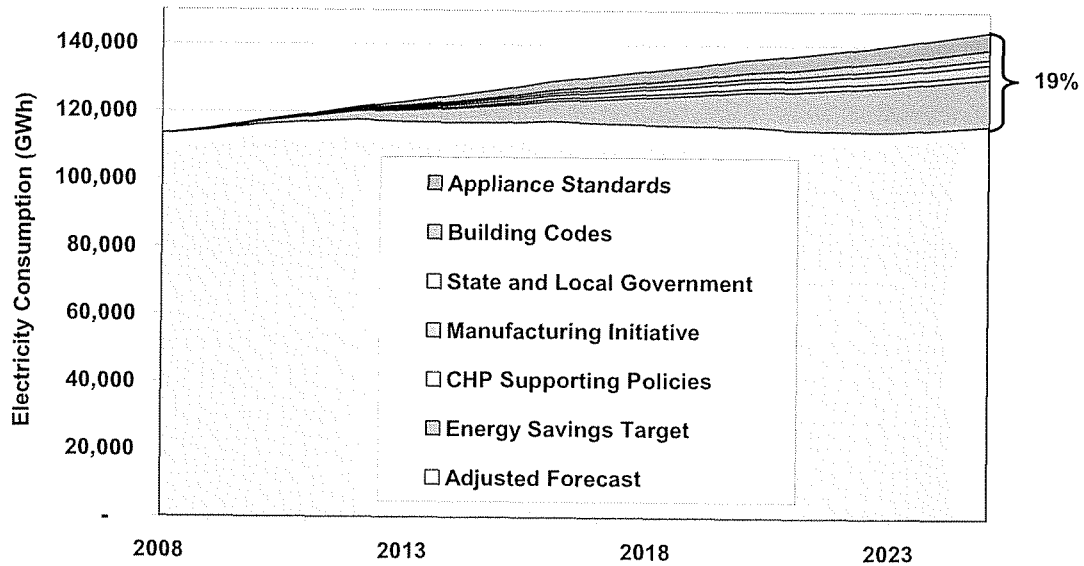 Electricity Consumption (GWh)
140,000
120,000
100,000
80,000
60,000
40,000
20,000
-
19%
Appliance Standards
Building Codes
State and Local Government
Manufacturing Initiative
CHP Supporting Policies
Energy Savings Target
Adjusted Forecast
2008 2013 2018 2023